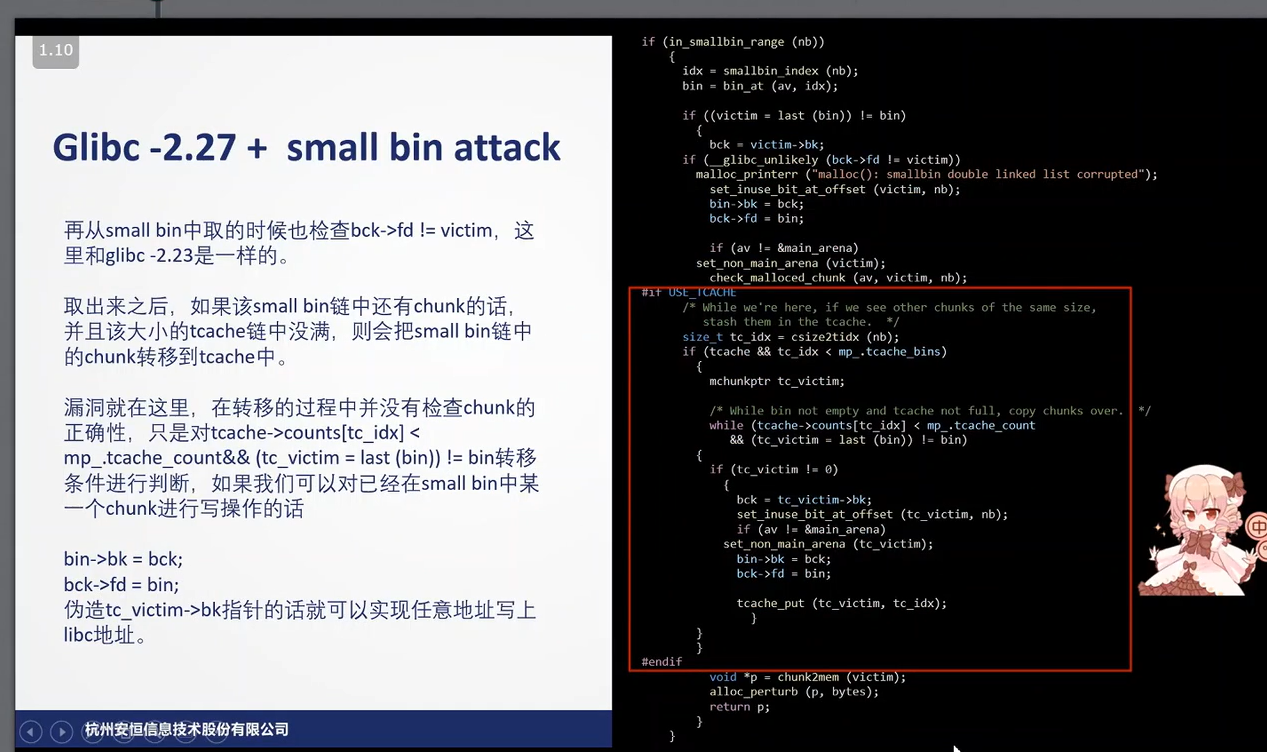 1.10
Glibc -2.27 +  small bin attack
再从small bin中取的时候也检查bck->fd != victim，这
里和glibc -2.23是一样的。
取出来之后，如果该small bin链中还有chunk的话，
并且该大小的tcache链中没满，则会把small bin链中
的chunk转移到tcache中。
漏洞就在这里，在转移的过程中并没有检查chunk的
正确性，只是对tcache->counts[tc_idx] <
mp_.tcache_count&& (tc_victim = last (bin)) != bin转移
条件进行判断，如果我们可以对已经在small bin中某
一个chunk进行写操作的话
bin->bk = bck;
bck->fd = bin;
伪造tc_victim->bk指针的话就可以实现任意地址写上
libc地址。
杭州安恒信息技术股份有限公司
if (in_smallbin_range (nb))
{
idx = smallbin_index (nb);
bin = bin_at (av, idx);
if ((victim = last (bin)) != bin)
{
bck = victim->bk;
if (__glibc_unlikely (bck->fd != victim))
malloc_printerr ("malloc(): smallbin double linked list corrupted");
set_inuse_bit_at_offset (victim, nb);
bin->bk = bck;
bck->fd = bin;
if (av != &main_arena)
set_non_main_arena (victim);
check_malloced_chunk (av, victim, nb);
#if USE_TCACHE
/* While we're here, if we see other chunks of the same size,
stash them in the tcache.  */
size_t tc_idx = csize2tidx (nb);
if (tcache && tc_idx < mp_.tcache_bins)
{
mchunkptr tc_victim;
/* While bin not empty and tcache not full, copy chunks over.  */
while (tcache->counts[tc_idx] < mp_.tcache_count
&& (tc_victim = last (bin)) != bin)
{
if (tc_victim != 0)
{
bck = tc_victim->bk;
set_inuse_bit_at_offset (tc_victim, nb);
if (av != &main_arena)
set_non_main_arena (tc_victim);
bin->bk = bck;
bck->fd = bin;
tcache_put (tc_victim, tc_idx);
}
}
}
#endif
void *p = chunk2mem (victim);
alloc_perturb (p, bytes);
return p;
}
}
中